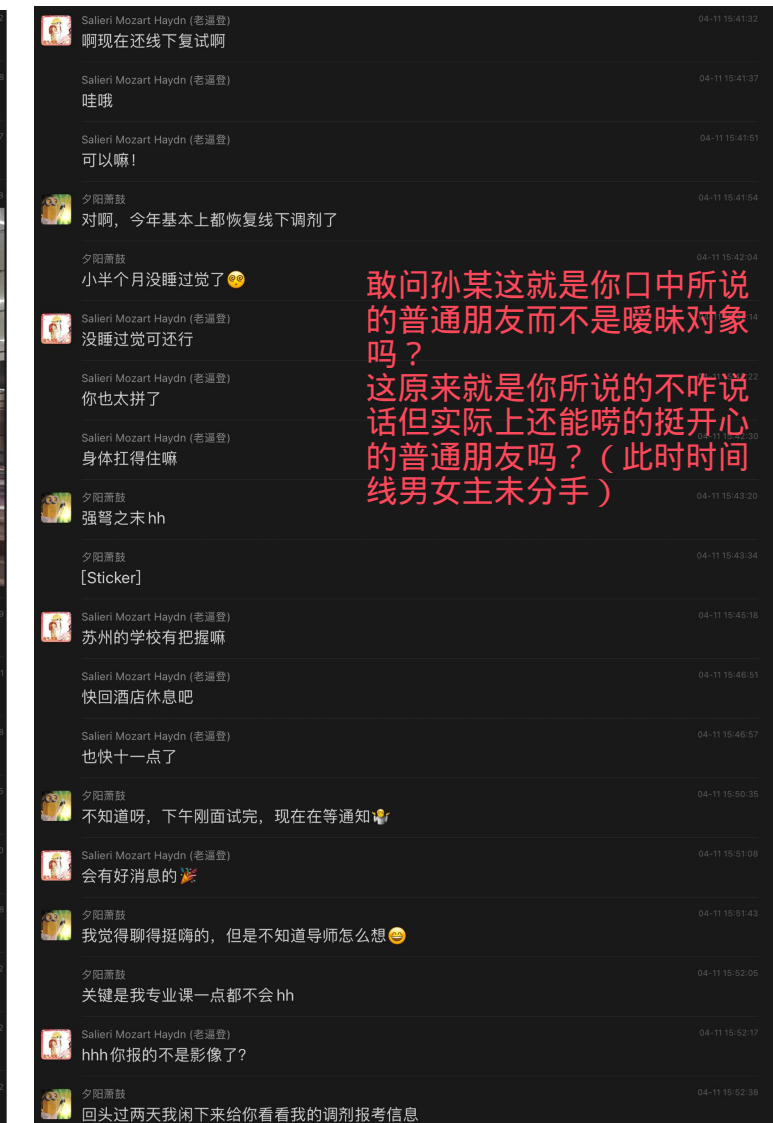 Salieri Mozart Haydn (老逼登)
04-11 15:41:32
啊现在还线下复试啊
Salieri Mozart Haydn (老逼登)
04-11 15:41:37
哇哦
Salieri Mozart Haydn (老逼登)
04-11 15:41:51
可以嘛！
夕阳萧鼓
04-11 15:41:54
对啊，今年基本上都恢复线下调剂了
夕阳萧鼓
04-11 15:42:04
小半个月没睡过觉了😵‍💫
敢问孙某这就是你口中所说
的普通朋友而不是暧昧对象
吗？
这原来就是你所说的不咋说
话但实际上还能唠的挺开心
的普通朋友吗？（此时时间
线男女主未分手）
Salieri Mozart Haydn (老逼登)
没睡过觉可还行
Salieri Mozart Haydn (老逼登)
你也太拼了
Salieri Mozart Haydn (老逼登)
身体扛得住嘛
夕阳萧鼓
04-11 15:43:20
强弩之末hh
夕阳萧鼓
04-11 15:43:34
[Sticker]
Salieri Mozart Haydn (老逼登)
04-11 15:45:18
苏州的学校有把握嘛
Salieri Mozart Haydn (老逼登)
04-11 15:46:51
快回酒店休息吧
Salieri Mozart Haydn (老逼登)
04-11 15:46:57
也快十一点了
夕阳萧鼓
04-11 15:50:35
不知道呀，下午刚面试完，现在在等通知🤷
Salieri Mozart Haydn (老逼登)
04-11 15:51:08
会有好消息的🎉
夕阳萧鼓
04-11 15:51:43
我觉得聊得挺嗨的，但是不知道导师怎么想😄
夕阳萧鼓
04-11 15:52:05
关键是我专业课一点都不会hh
Salieri Mozart Haydn (老逼登)
04-11 15:52:17
hhh你报的不是影像了?
夕阳萧鼓
04-11 15:52:38
回头过两天我闲下来给你看看我的调剂报考信息